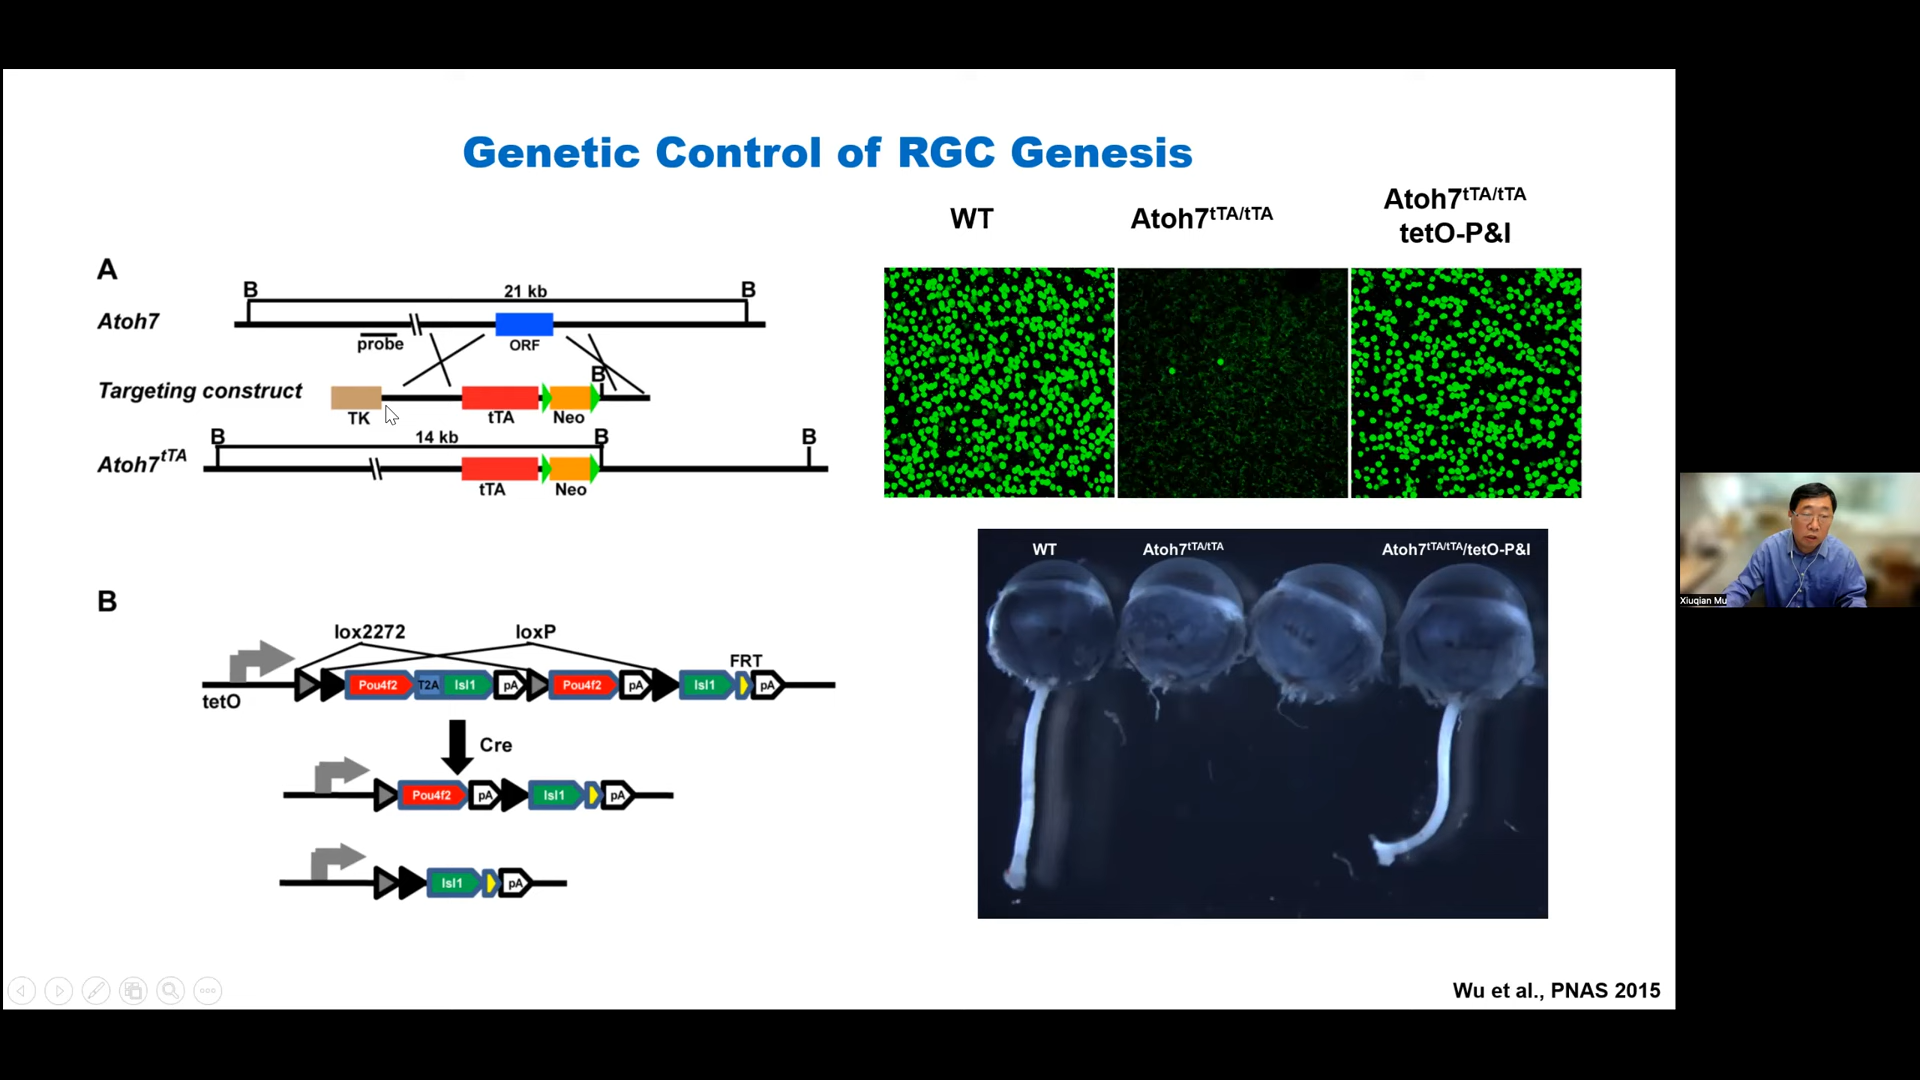 Genetic Control of RGC Genesis
WT
Atoh7tTA/tTA
Atoh7tTA/tTA
tetO-P&I
A
B
21 kb
B
Atoh7
probe
ORF
B
Targeting construct
TK
tTA
Neo
B
14 kb
B
B
Atoh7tTA
tTA
Neo
WT
Atoh7tTA/tTA
Atoh7tTA/tTA/tetO-P&I
B
lox2272
loxP
FRT
Pou4f2
T2A
Isl1
pA
Pou4f2
pA
Isl1
pA
tetO
Cre
Pou4f2
pA
Isl1
pA
Isl1
pA
Wu et al., PNAS 2015
Xiuqian Mu